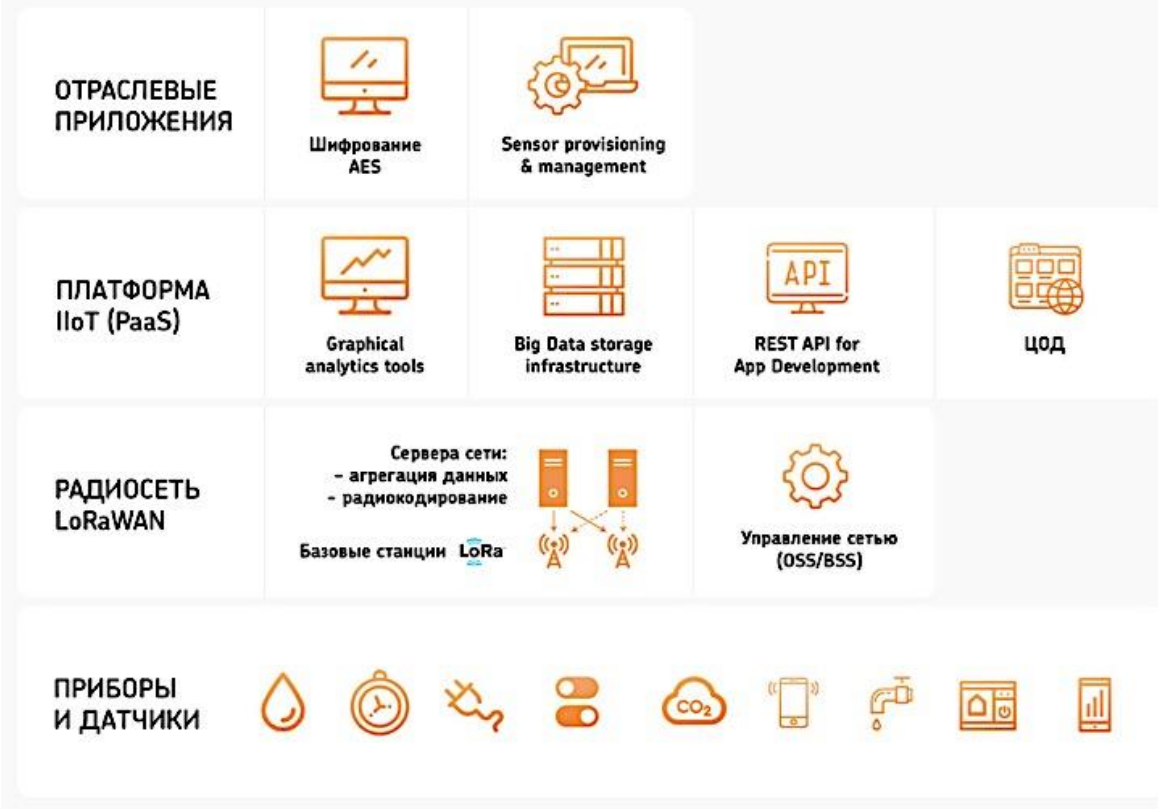 ОТРАСЛЕВЫЕ
ПРИЛОЖЕНИЯ
Шифрование
AES
Sensor provisioning
& management
ПЛАТФОРМА
IIoT (PaaS)
Graphical
analytics tools
Big Data storage
infrastructure
API
REST API for
App Development
ЦОД
РАДИОСЕТЬ
LoRaWAN
Сервера сети:
- агрегация данных
- радиокодирование
Базовые станции LoRa
Управление сетью
(OSS/BSS)
ПРИБОРЫ
И ДАТЧИКИ
CO₂